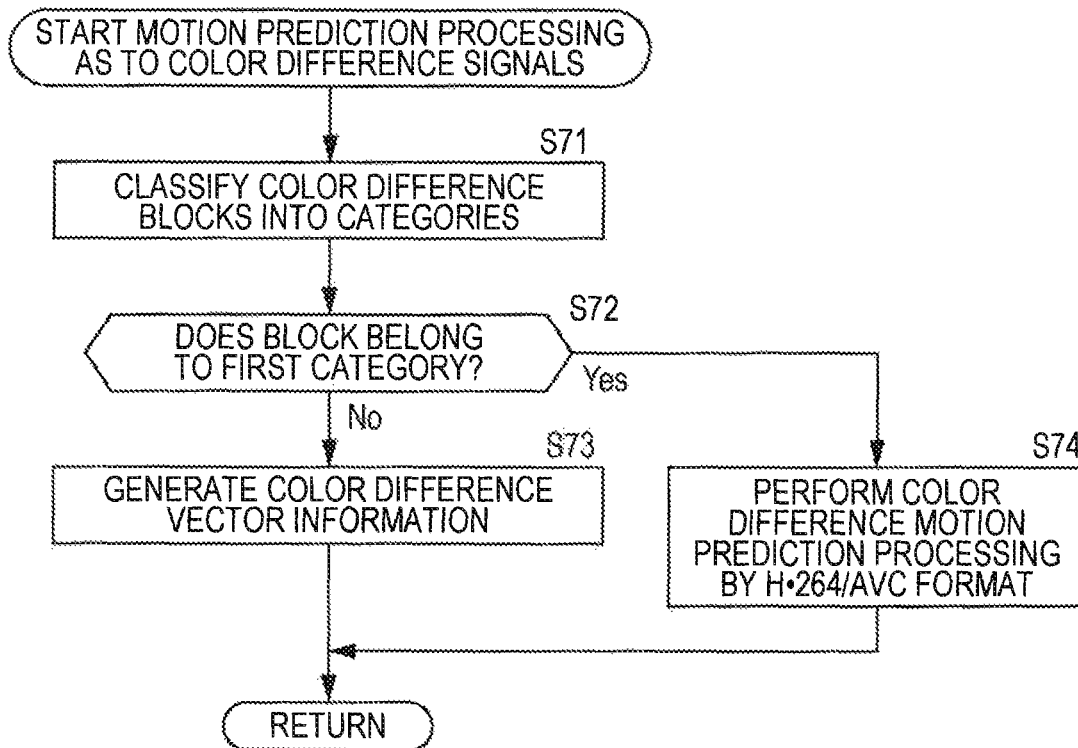 START MOTION PREDICTION PROCESSING
AS TO COLOR DIFFERENCE SIGNALS
S71
CLASSIFY COLOR DIFFERENCE
BLOCKS INTO CATEGORIES
S72
DOES BLOCK BELONG
TO FIRST CATEGORY?
Yes
No
S73
GENERATE COLOR DIFFERENCE
VECTOR INFORMATION
S74
PERFORM COLOR
DIFFERENCE MOTION
PREDICTION PROCESSING
BY H•264/AVC FORMAT
RETURN